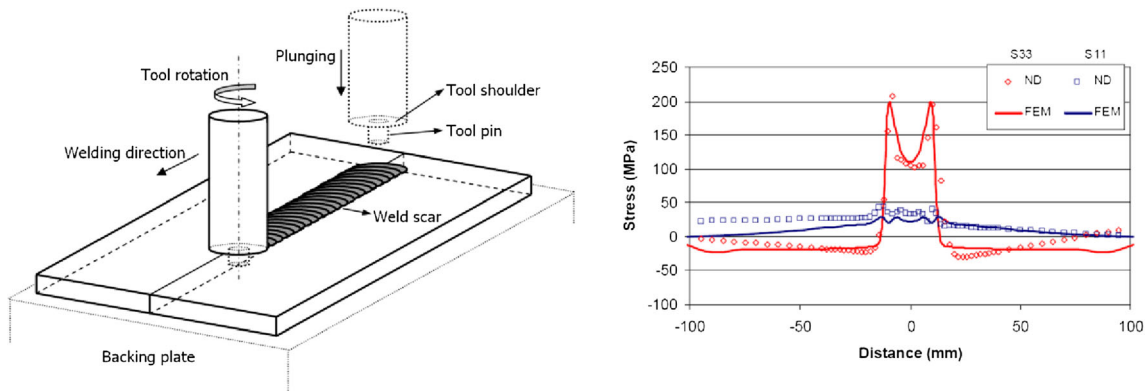 Plunging
Tool rotation
Tool shoulder
Tool pin
Welding direction
Weld scar
Backing plate
S33 S11
ND ND
FEM FEM
Stress (MPa)
250
200
150
100
50
0
-50
-100
-100 -50 0 50 100
Distance (mm)